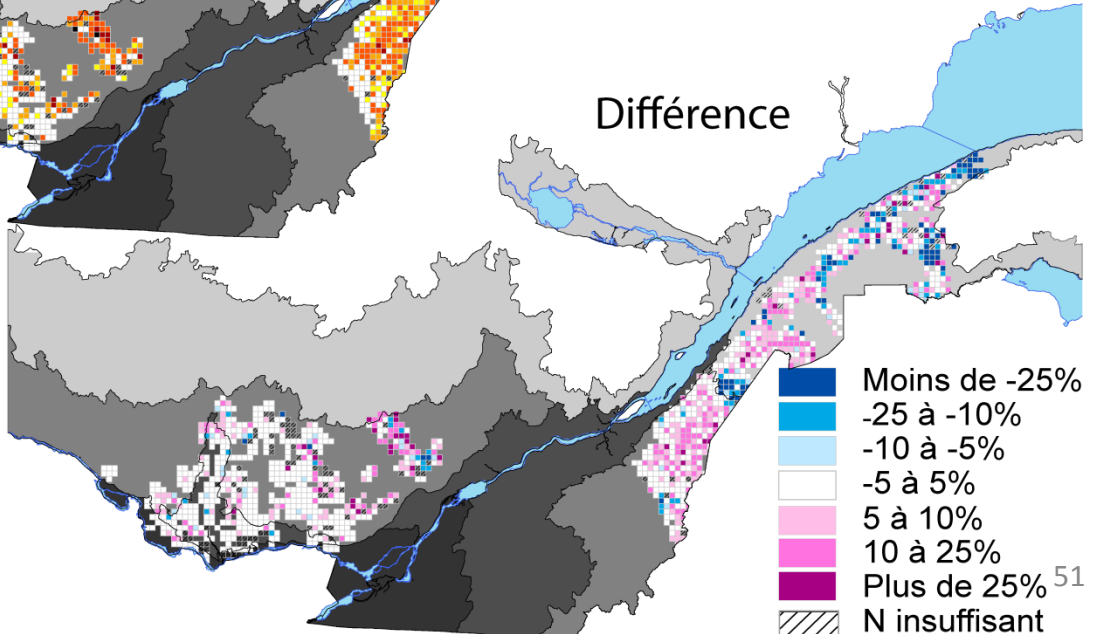 Différence
Moins de -25%
-25 à -10%
-10 à -5%
-5 à 5%
5 à 10%
10 à 25%
Plus de 25%
51
N insuffisant